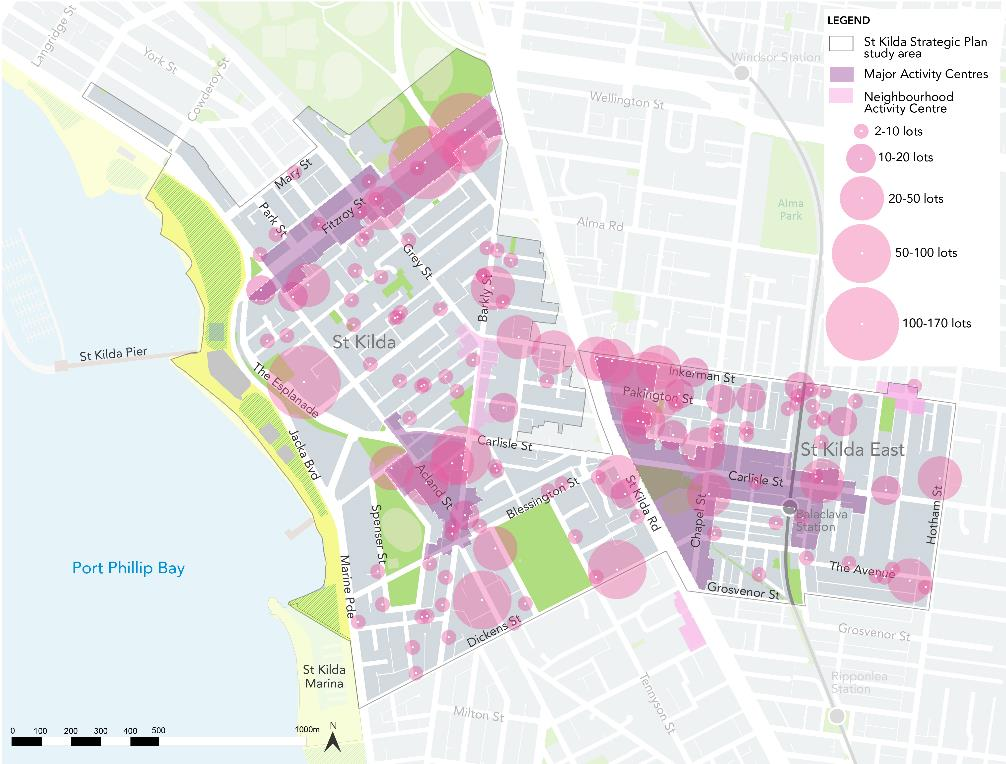 LEGEND
St Kilda Strategic Plan
study area
Major Activity Centres
Neighbourhood
Activity Centre
2-10 lots
10-20 lots
20-50 lots
50-100 lots
100-170 lots
Langridge St
York St
Cowderoy St
Windsor Station
Wellington St
Mary St
Park St
Fitzroy St
Alma Rd
Alma
Park
Grey St
Barkly St
St Kilda
St Kilda Pier
The Esplanade
Inkerman St
Pakington St
Jacka Bvd
Carlisle St
St Kilda East
Acland St
Carlisle St
Blessington St
St Kilda Rd
Chapel St
Balaclava
Station
Hotham St
Spenser St
Port Phillip Bay
Marine Pde
The Avenue
Grosvenor St
Dickens St
Grosvenor St
St Kilda
Marina
Tennyson St
Ripponlea
Station
Milton St
0 100 200 300 400 500 1000m
N